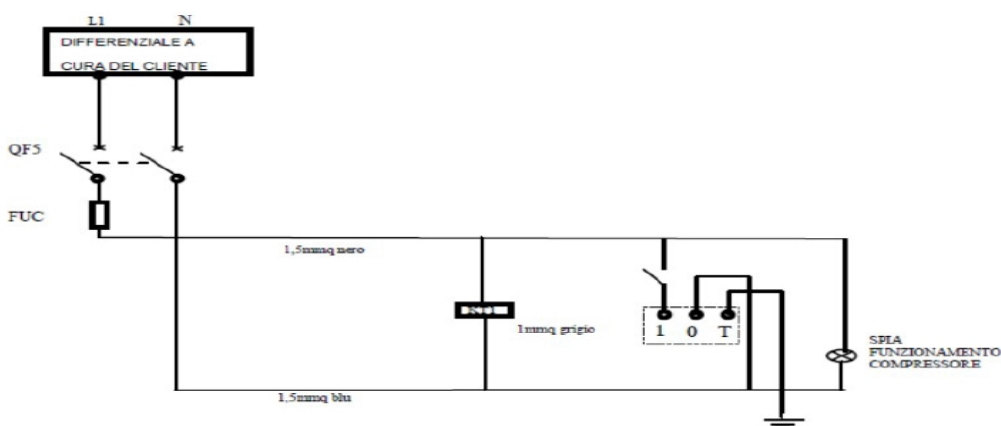 L1 N
DIFFERENZIALE A
CURA DEL CLIENTE
QF5
FUC
1,5mmq nero
1mmq grigio
1 0 T
SPIA
FUNZIONAMENTO
COMPRESSORE
1,5mmq blu